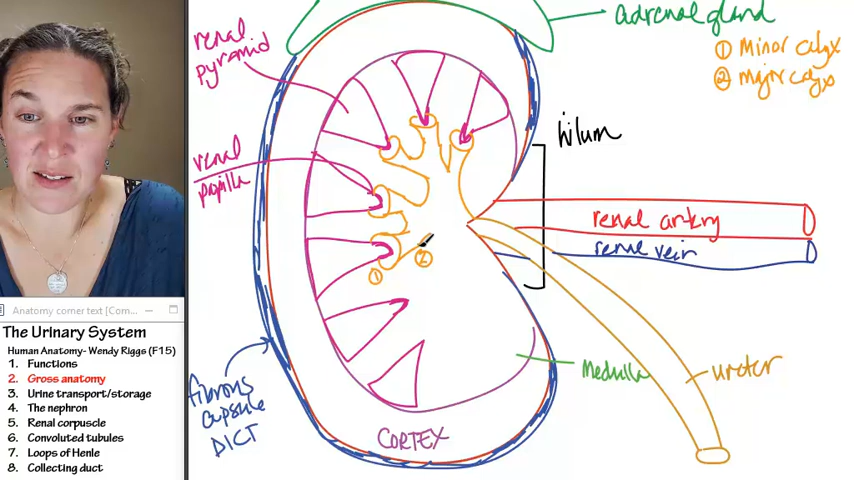 renal
pyramid
adrenal gland
① Minor calyx
② major calyx
hilum
renal
papilla
renal artery
renal vein
①
②
Anatomy corner text [Com...
The Urinary System
Human Anatomy- Wendy Riggs (F15)
1. Functions
2. Gross anatomy
3. Urine transport/storage
4. The nephron
5. Renal corpuscle
6. Convoluted tubules
7. Loops of Henle
8. Collecting duct
fibrous
capsule
DICT
CORTEX
Medulla
ureter